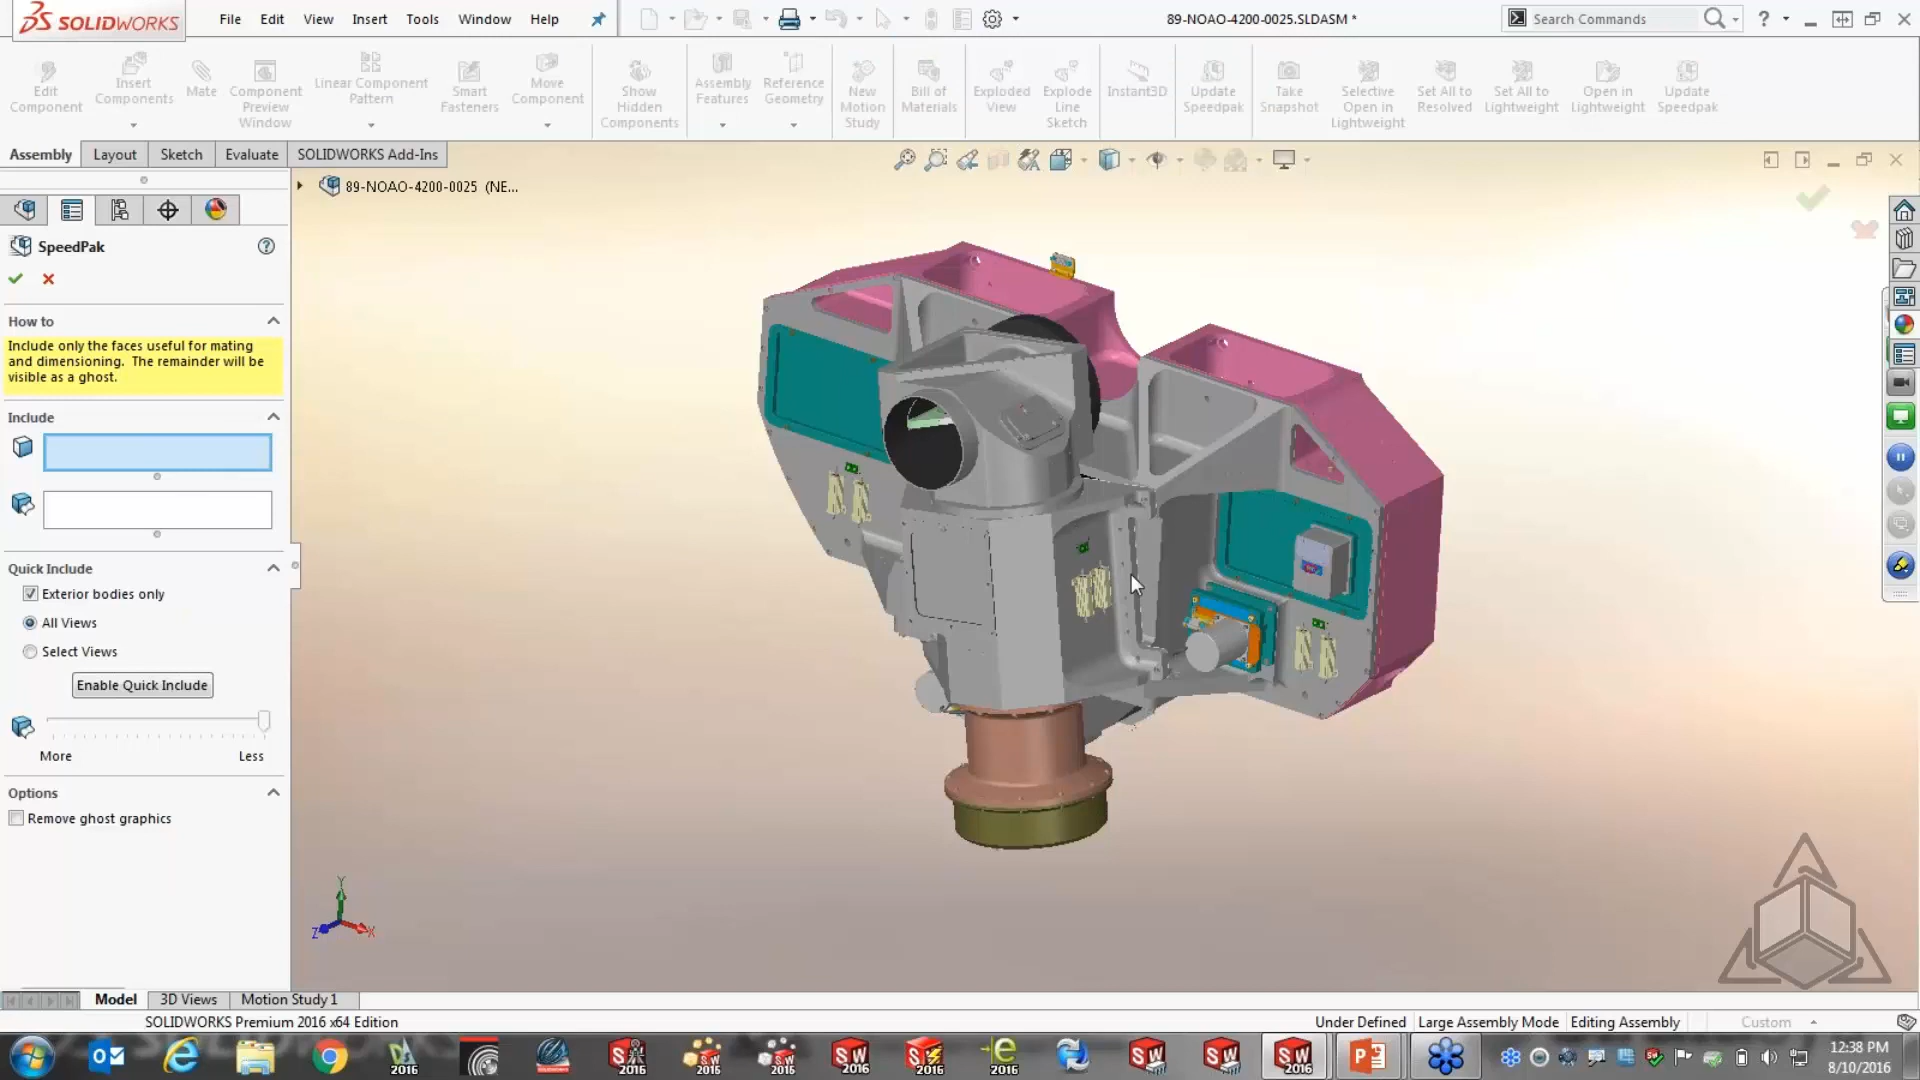 SOLIDWORKS
File Edit View Insert Tools Window Help
89-NOAO-4200-0025.SLDASM *
Search Commands
Edit Component
Insert Components
Mate
Component Preview Window
Linear Component Pattern
Smart Fasteners
Move Component
Show Hidden Components
Assembly Features
Reference Geometry
New Motion Study
Bill of Materials
Exploded View
Explode Line Sketch
Instant3D
Update Speedpak
Take Snapshot
Selective Open in Lightweight
Set All to Resolved
Set All to Lightweight
Open in Lightweight
Update Speedpak
Assembly Layout Sketch Evaluate SOLIDWORKS Add-Ins
89-NOAO-4200-0025 (NE...
SpeedPak
How to
Include only the faces useful for mating
and dimensioning. The remainder will be
visible as a ghost.
Include
Quick Include
Exterior bodies only
All Views
Select Views
Enable Quick Include
More Less
Options
Remove ghost graphics
Y
Z X
Model 3D Views Motion Study 1
SOLIDWORKS Premium 2016 x64 Edition
Under Defined Large Assembly Mode Editing Assembly Custom
2016 2016 2015 2015 2016 2016 2016 2016
12:38 PM
8/10/2016